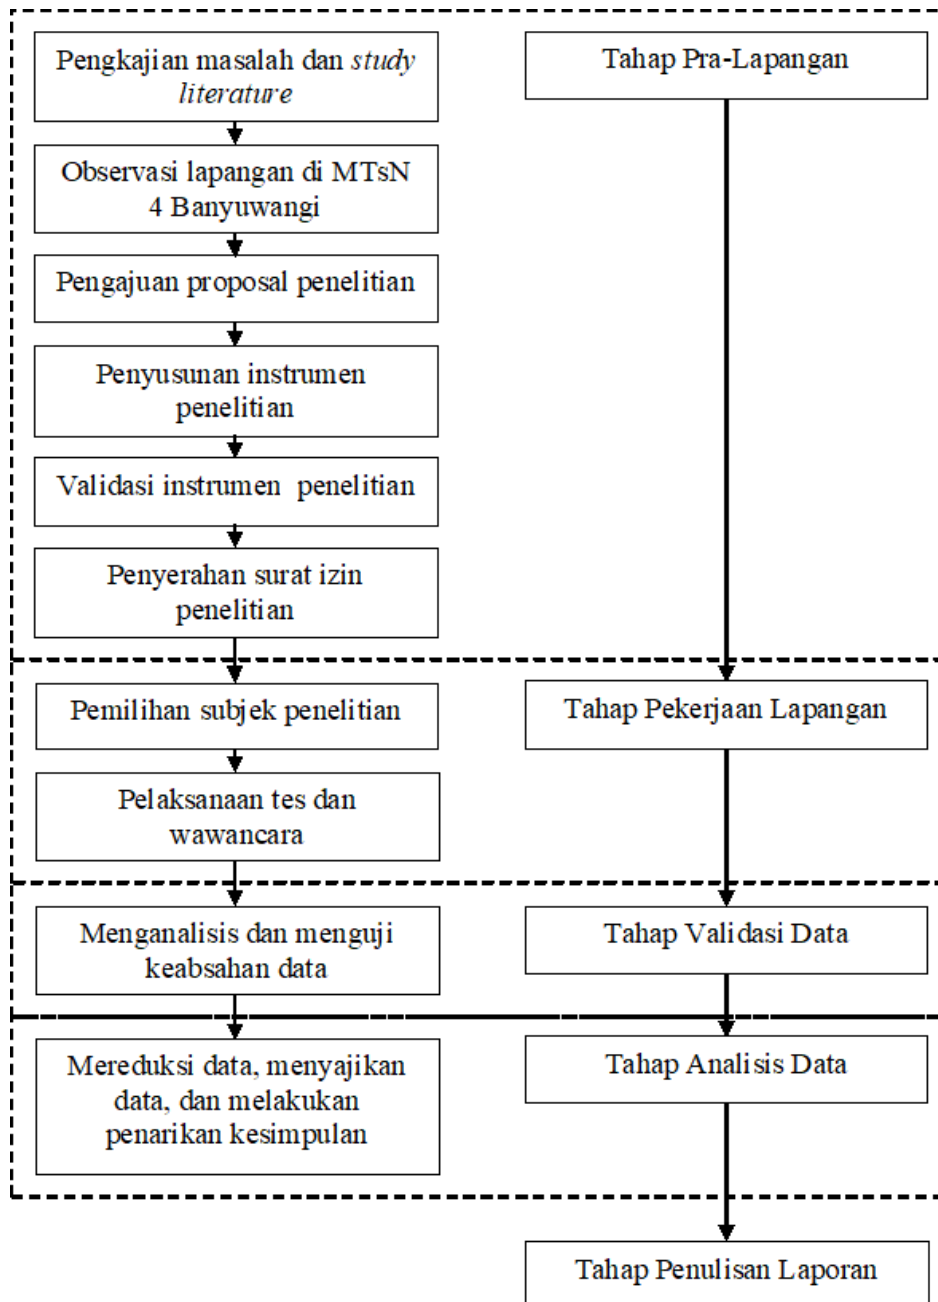 Pengkajian masalah dan study
literature
Tahap Pra-Lapangan
Observasi lapangan di MTsN
4 Banyuwangi
Pengajuan proposal penelitian
Penyusunan instrumen
penelitian
Validasi instrumen  penelitian
Penyerahan surat izin
penelitian
Pemilihan subjek penelitian
Tahap Pekerjaan Lapangan
Pelaksanaan tes dan
wawancara
Menganalisis dan menguji
keabsahan data
Tahap Validasi Data
Mereduksi data, menyajikan
data, dan melakukan
penarikan kesimpulan
Tahap Analisis Data
Tahap Penulisan Laporan